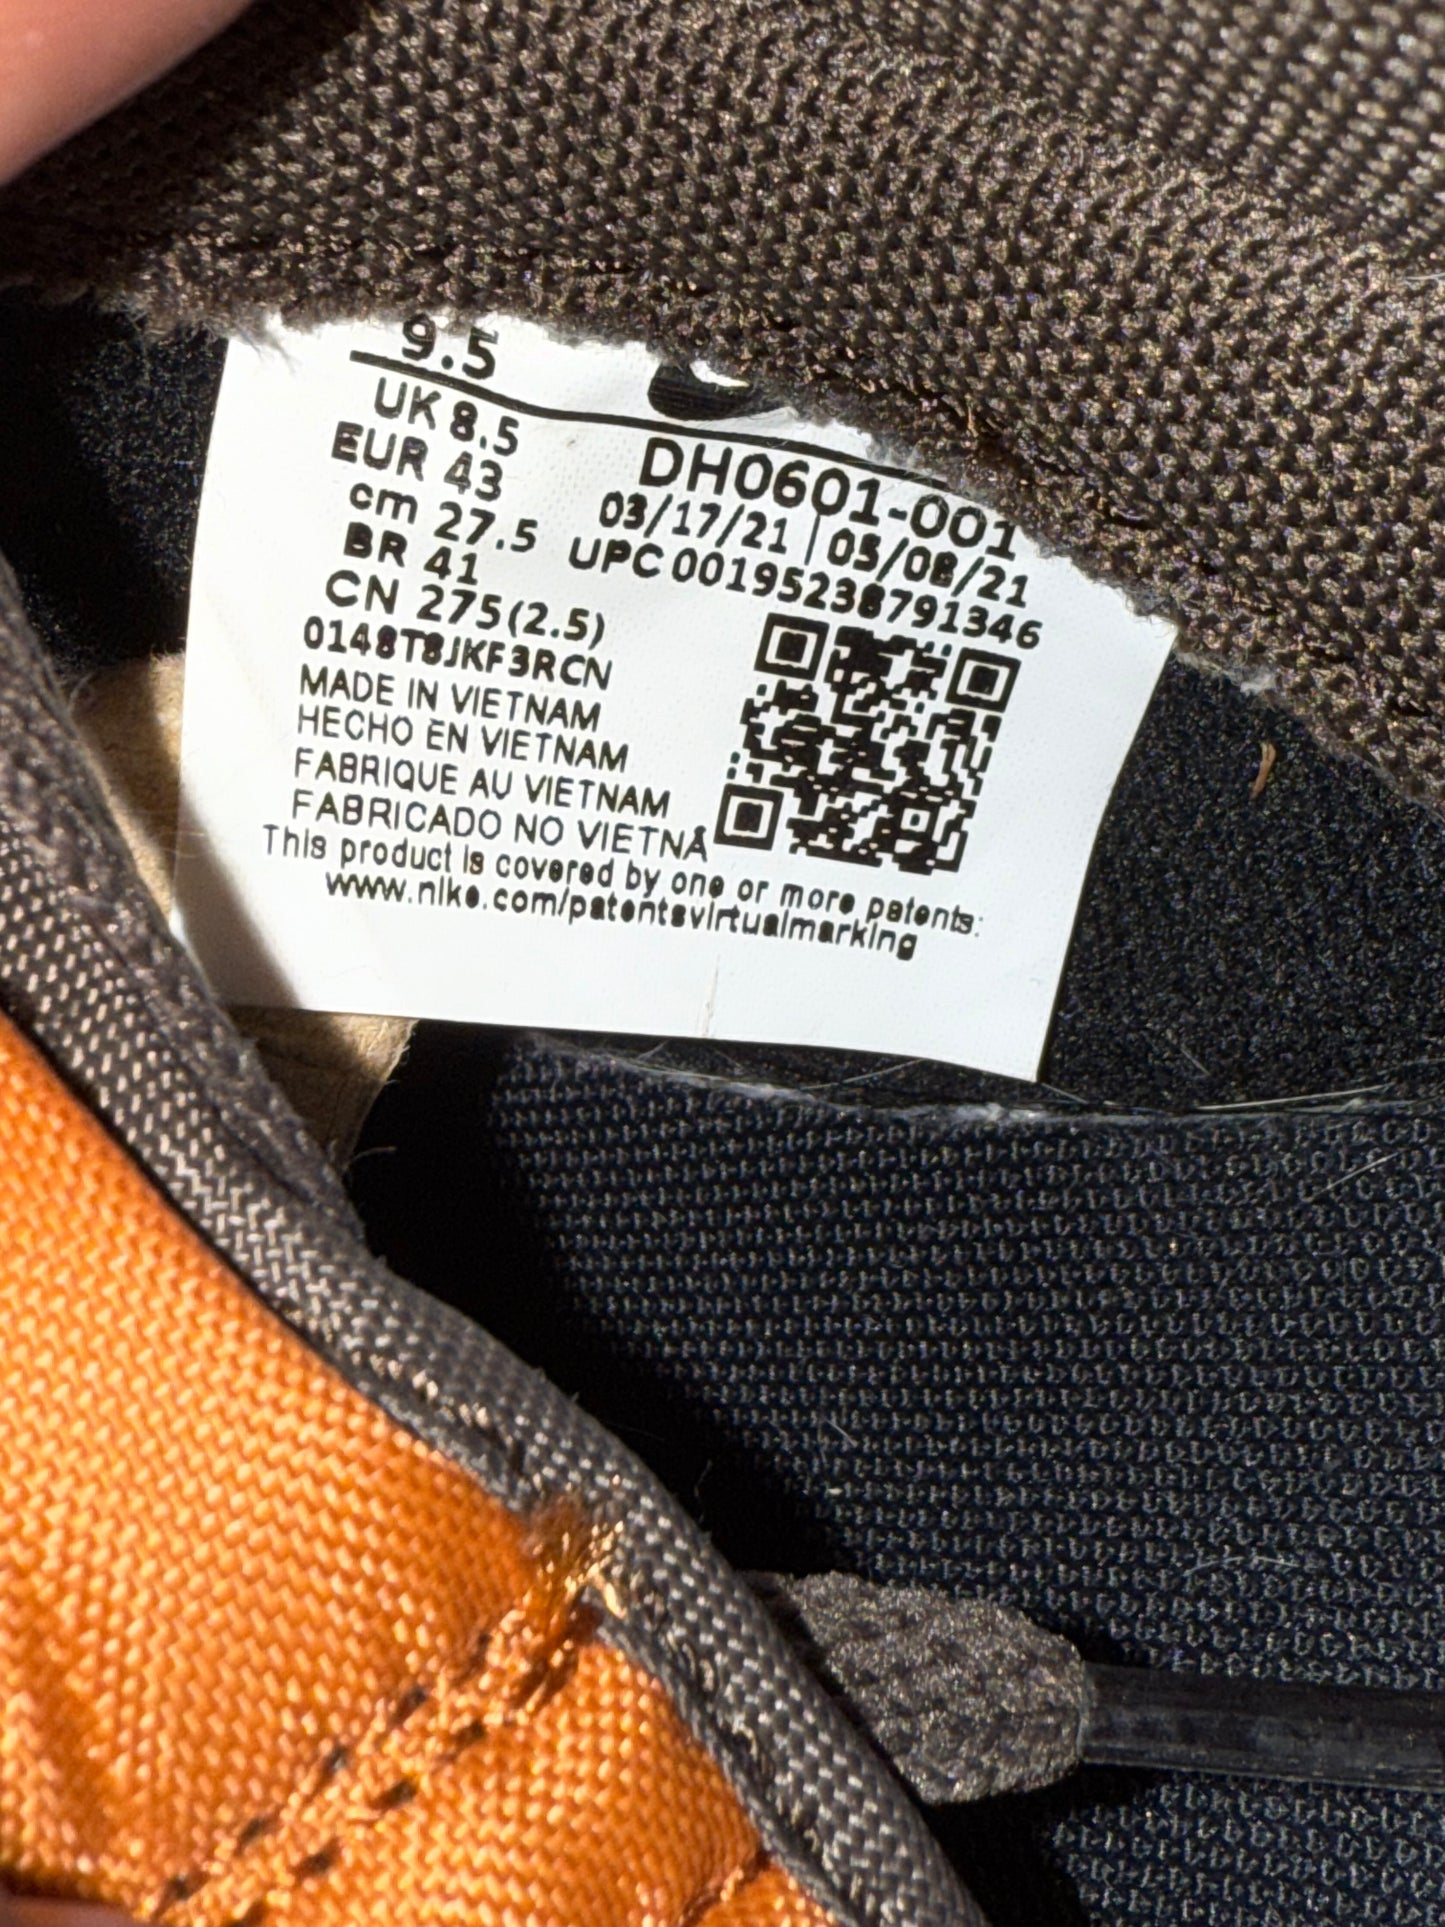 9.5
UK 8.5
EUR 43
cm 27.5
BR 41
CN 275(2.5)
0148T8JKF3RCN
MADE IN VIETNAM
HECHO EN VIETNAM
FABRIQUE AU VIETNAM
FABRICADO NO VIETNÃ
DH0601-001
03/17/21 | 05/08/21
UPC 00195238791346
This product is covered by one or more patents:
www.nike.com/patentsvirtualmarking